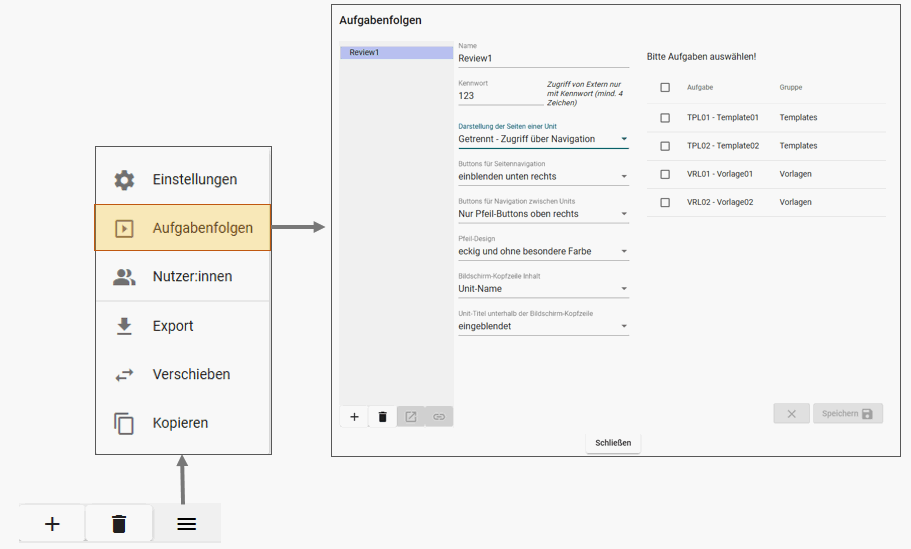 Aufgabenfolgen
Review1
Name
Review1
Kennwort
123
Zugriff von Extern nur
mit Kennwort (mind. 4
Zeichen)
Darstellung der Seiten einer Unit
Getrennt - Zugriff über Navigation
Buttons für Seitennavigation
einblenden unten rechts
Buttons für Navigation zwischen Units
Nur Pfeil-Buttons oben rechts
Pfeil-Design
eckig und ohne besondere Farbe
Bildschirm-Kopfzeile Inhalt
Unit-Name
Unit-Titel unterhalb der Bildschirm-Kopfzeile
eingeblendet
Bitte Aufgaben auswählen!
Aufgabe Gruppe
TPL01 - Template01 Templates
TPL02 - Template02 Templates
VRL01 - Vorlage01 Vorlagen
VRL02 - Vorlage02 Vorlagen
Speichern
Schließen
Einstellungen
Aufgabenfolgen
Nutzer:innen
Export
Verschieben
Kopieren